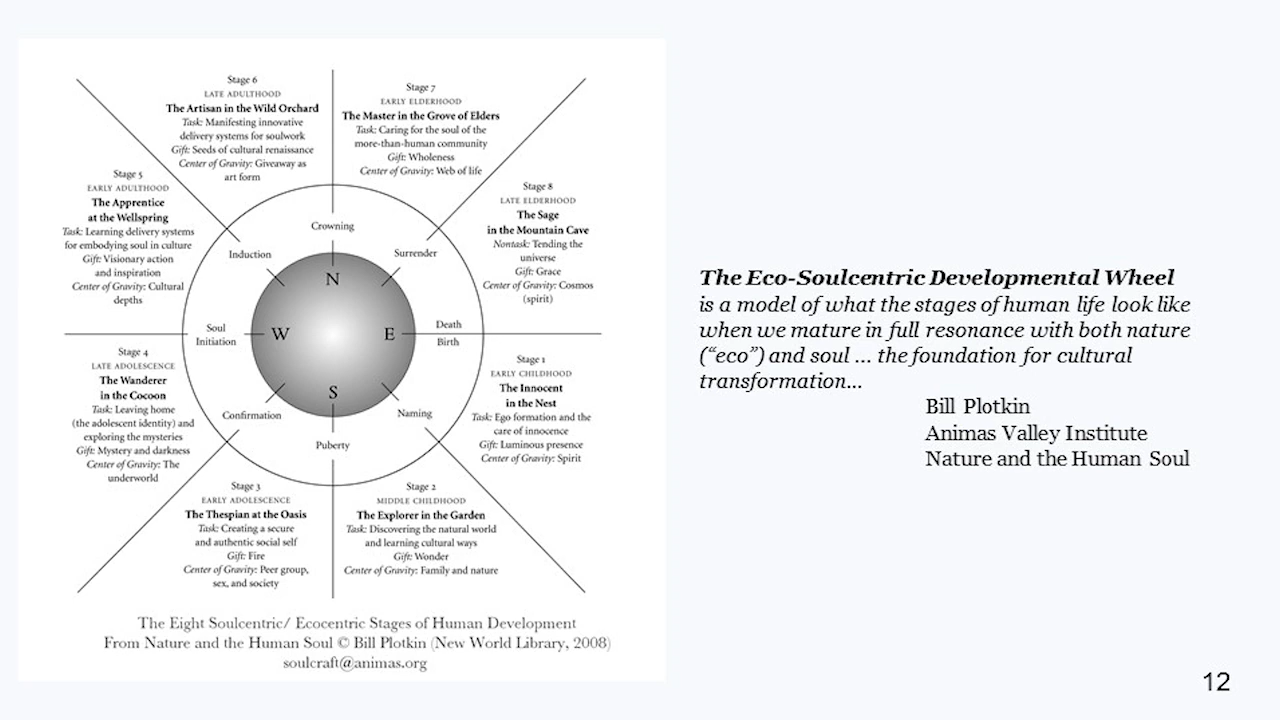 Stage 6
LATE ADULTHOOD
The Artisan in the Wild Orchard
Task: Manifesting innovative
delivery systems for soulwork
Gift: Seeds of cultural renaissance
Center of Gravity: Giveaway as
art form
Stage 7
EARLY ELDERHOOD
The Master in the Grove of Elders
Task: Caring for the soul of the
more-than-human community
Gift: Wholeness
Center of Gravity: Web of life
Stage 5
EARLY ADULTHOOD
The Apprentice
at the Wellspring
Task: Learning delivery systems
for embodying soul in culture
Gift: Visionary action
and inspiration
Center of Gravity: Cultural
depths
Stage 8
LATE ELDERHOOD
The Sage
in the Mountain Cave
Nontask: Tending the
universe
Gift: Grace
Center of Gravity: Cosmos
(spirit)
Crowning
Induction
Surrender
N
Soul
Initiation
W
E
Death
Birth
S
Confirmation
Naming
Puberty
Stage 4
LATE ADOLESCENCE
The Wanderer
in the Cocoon
Task: Leaving home
(the adolescent identity) and
exploring the mysteries
Gift: Mystery and darkness
Center of Gravity: The
underworld
Stage 1
EARLY CHILDHOOD
The Innocent
in the Nest
Task: Ego formation and the
care of innocence
Gift: Luminous presence
Center of Gravity: Spirit
Stage 3
EARLY ADOLESCENCE
The Thespian at the Oasis
Task: Creating a secure
and authentic social self
Gift: Fire
Center of Gravity: Peer group,
sex, and society
Stage 2
MIDDLE CHILDHOOD
The Explorer in the Garden
Task: Discovering the natural world
and learning cultural ways
Gift: Wonder
Center of Gravity: Family and nature
The Eight Soulcentric/ Ecocentric Stages of Human Development
From Nature and the Human Soul © Bill Plotkin (New World Library, 2008)
soulcraft@animas.org
The Eco-Soulcentric Developmental Wheel
is a model of what the stages of human life look like
when we mature in full resonance with both nature
(“eco”) and soul ... the foundation for cultural
transformation...
Bill Plotkin
Animas Valley Institute
Nature and the Human Soul
12